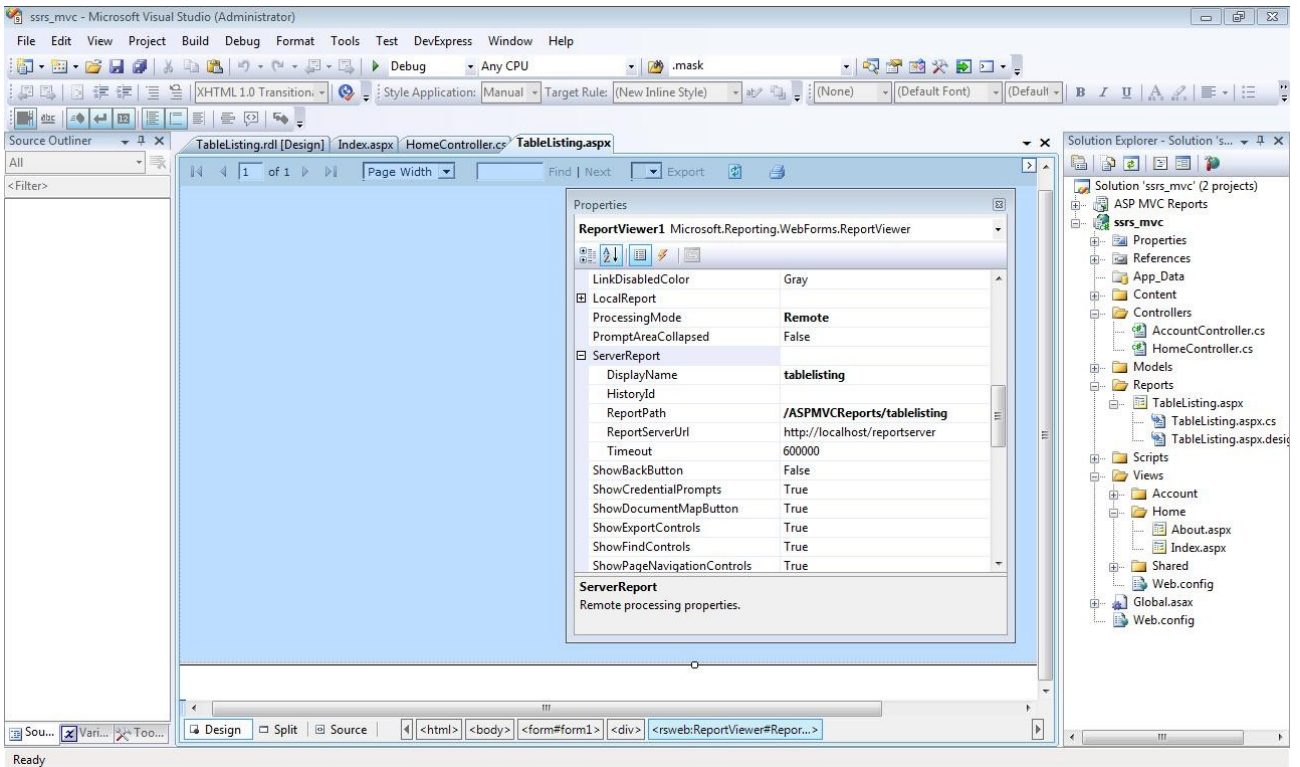 ssrs_mvc - Microsoft Visual Studio (Administrator)
File Edit View Project Build Debug Format Tools Test DevExpress Window Help
Debug Any CPU .mask
XHTML 1.0 Transition. Style Application: Manual Target Rule: (New Inline Style) (None) (Default Font) (Default B I U
abc
Source Outliner
All
<Filter>
TableListing.rdl [Design] Index.aspx HomeController.cs TableListing.aspx
1 of 1 Page Width Find | Next Export
Properties
ReportViewer1 Microsoft.Reporting.WebForms.ReportViewer
LinkDisabledColor Gray
LocalReport
ProcessingMode Remote
PromptAreaCollapsed False
ServerReport
DisplayName tablelisting
HistoryId
ReportPath /ASPMVCReports/tablelisting
ReportServerUrl http://localhost/reportserver
Timeout 600000
ShowBackButton False
ShowCredentialPrompts True
ShowDocumentMapButton True
ShowExportControls True
ShowFindControls True
ShowPageNavigationControls True
ServerReport
Remote processing properties.
Solution Explorer - Solution 's...
Solution 'ssrs_mvc' (2 projects)
ASP MVC Reports
ssrs_mvc
Properties
References
App_Data
Content
Controllers
AccountController.cs
HomeController.cs
Models
Reports
TableListing.aspx
TableListing.aspx.cs
TableListing.aspx.desig
Scripts
Views
Account
Home
About.aspx
Index.aspx
Shared
Web.config
Global.asax
Web.config
Sou... Vari... Too...
Design Split Source <html> <body> <form#form1> <div> <rsweb:ReportViewer#Repor...>
Ready